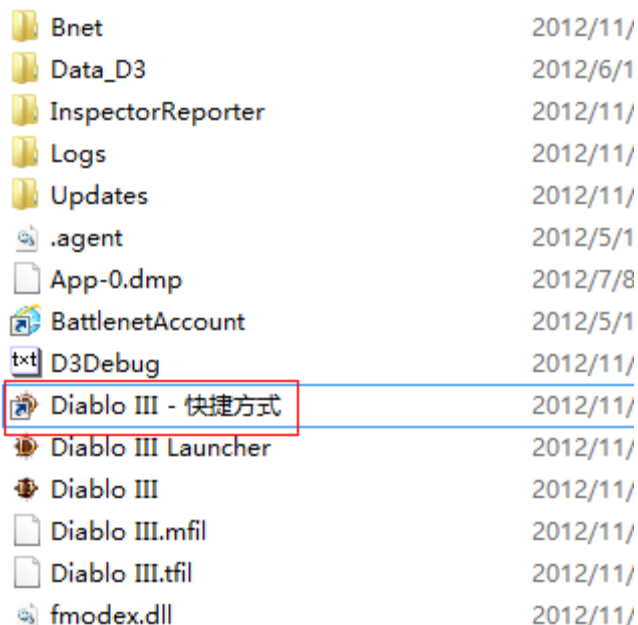 Bnet 2012/11/
Data_D3 2012/6/1
InspectorReporter 2012/11/
Logs 2012/11/
Updates 2012/11/
.agent 2012/5/1
App-0.dmp 2012/7/8
BattlenetAccount 2012/5/1
txt D3Debug 2012/11/
Diablo III - 快捷方式 2012/11/
Diablo III Launcher 2012/11/
Diablo III 2012/11/
Diablo III.mfil 2012/11/
Diablo III.tfil 2012/11/
fmodex.dll 2012/11/